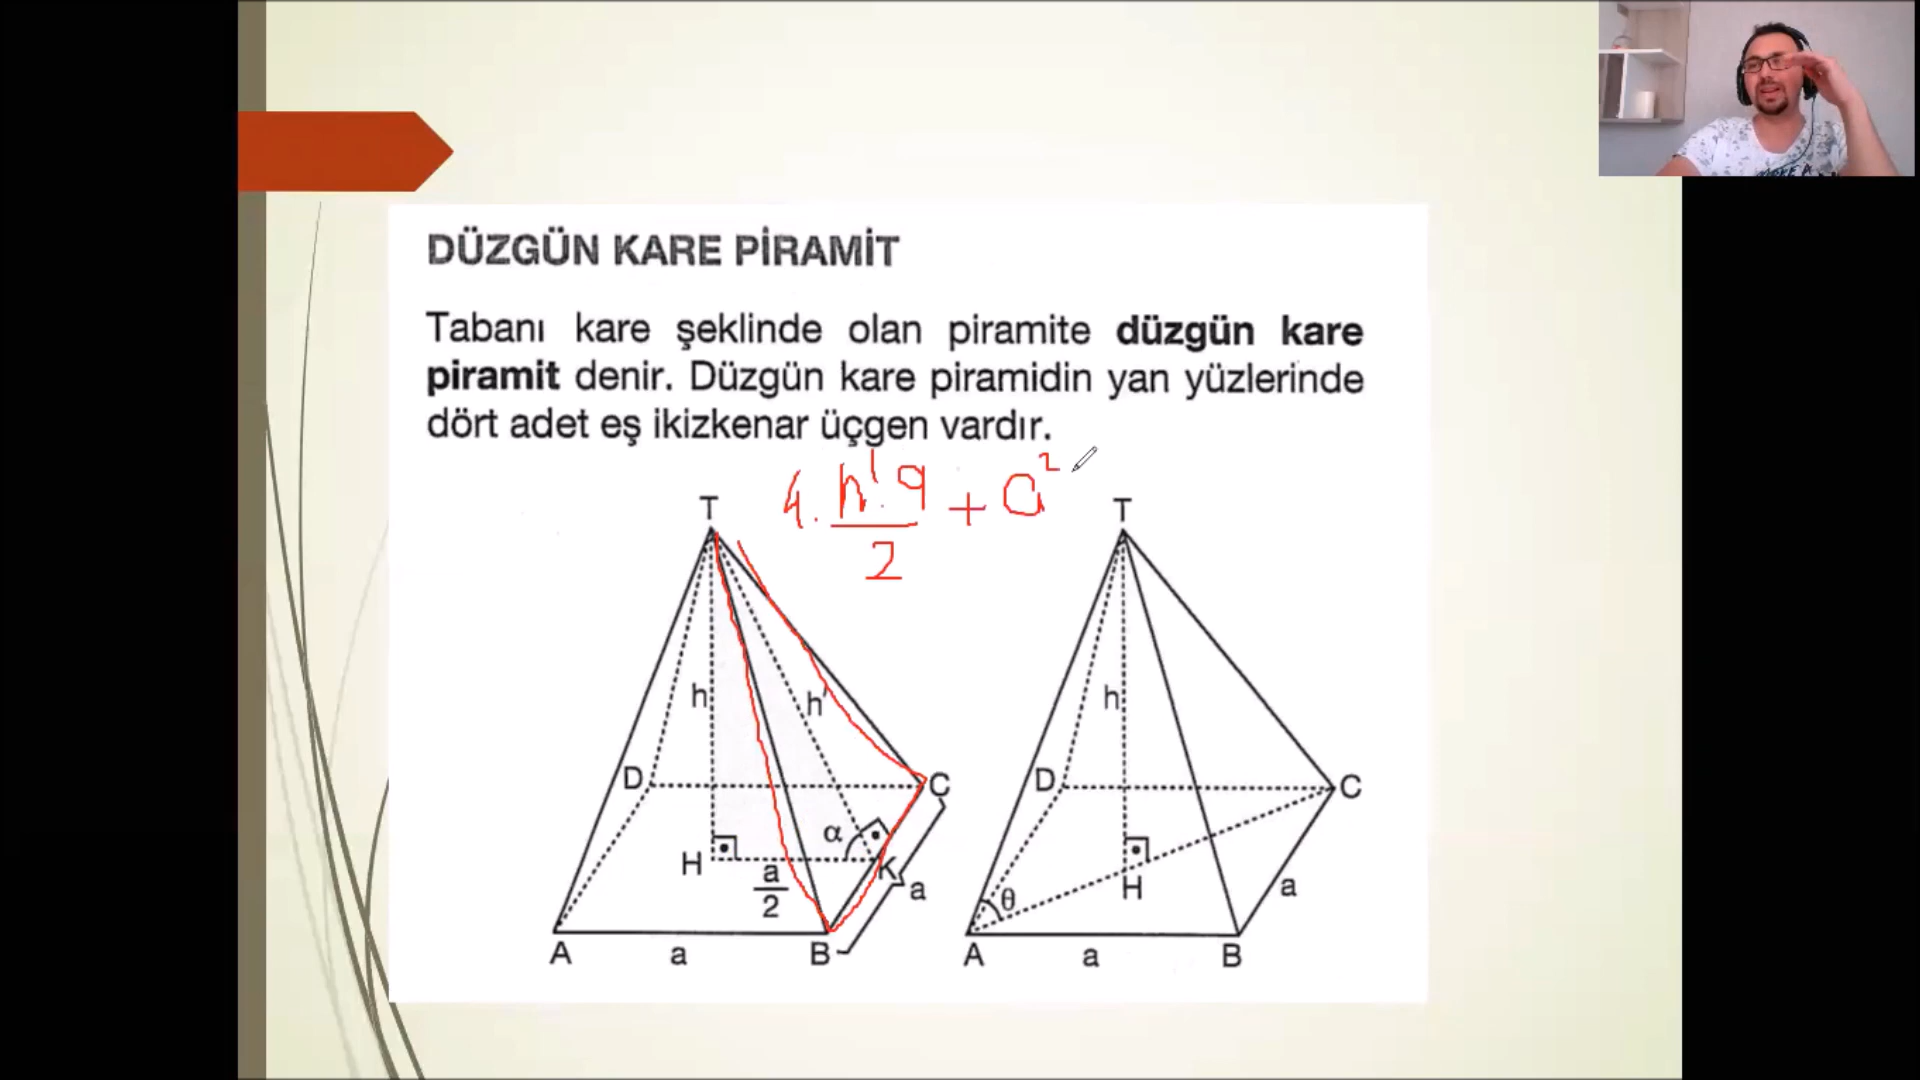 DÜZGÜN KARE PİRAMİT
Tabanı kare şeklinde olan piramite düzgün kare
piramit denir. Düzgün kare piramidin yan yüzlerinde
dört adet eş ikizkenar üçgen vardır.
4. h'.a/2 + a²
T
h
h'
D
C
H
α
K
a/2
a
A
a
B
T
h
D
C
H
θ
a
A
a
B